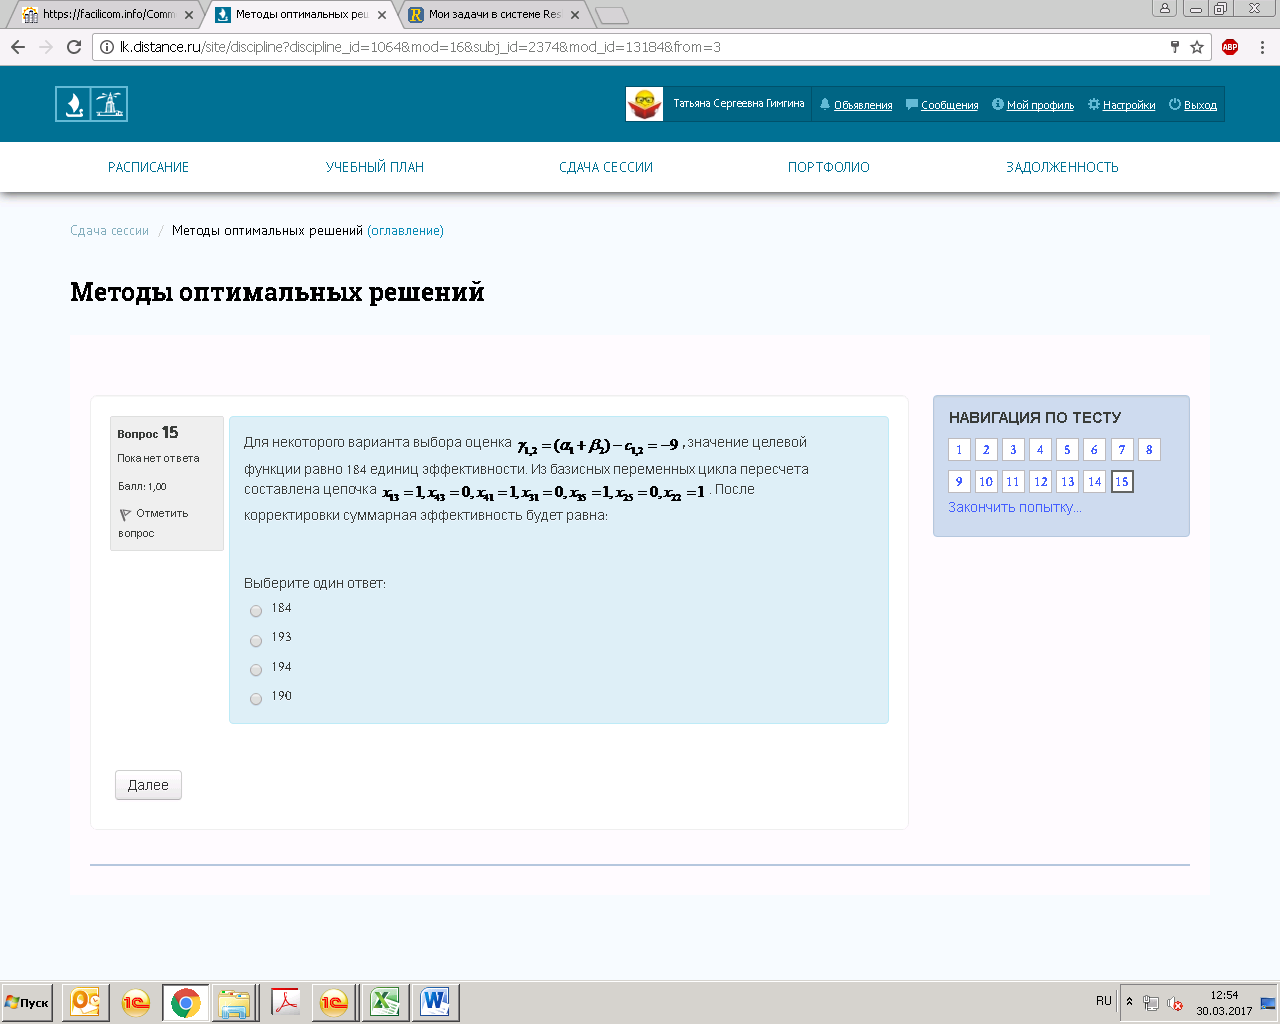 https://facilicom.info/Comm
Методы оптимальных реш
Мои задачи в системе Res
lk.distance.ru/site/discipline?discipline_id=1064&mod=16&subj_id=2374&mod_id=13184&from=3
ABP
Татьяна Сергеевна Гимгина
Объявления
Сообщения
Мой профиль
Настройки
Выход
РАСПИСАНИЕ
УЧЕБНЫЙ ПЛАН
СДАЧА СЕССИИ
ПОРТФОЛИО
ЗАДОЛЖЕННОСТЬ
Сдача сессии / Методы оптимальных решений (оглавление)
Методы оптимальных решений
Вопрос 15
Пока нет ответа
Балл: 1,00
Отметить
вопрос
Для некоторого варианта выбора оценка γ₁,₂ = (α₁ + β₂) − c₁,₂ = −9 , значение целевой
функции равно 184 единиц эффективности. Из базисных переменных цикла пересчета
составлена цепочка x₁₃ = 1, x₄₃ = 0, x₄₁ = 1, x₃₁ = 0, x₃₅ = 1, x₂₅ = 0, x₂₂ = 1 . После
корректировки суммарная эффективность будет равна:
Выберите один ответ:
184
193
194
190
Далее
НАВИГАЦИЯ ПО ТЕСТУ
1 2 3 4 5 6 7 8
9 10 11 12 13 14 15
Закончить попытку...
Пуск
RU
12:54
30.03.2017